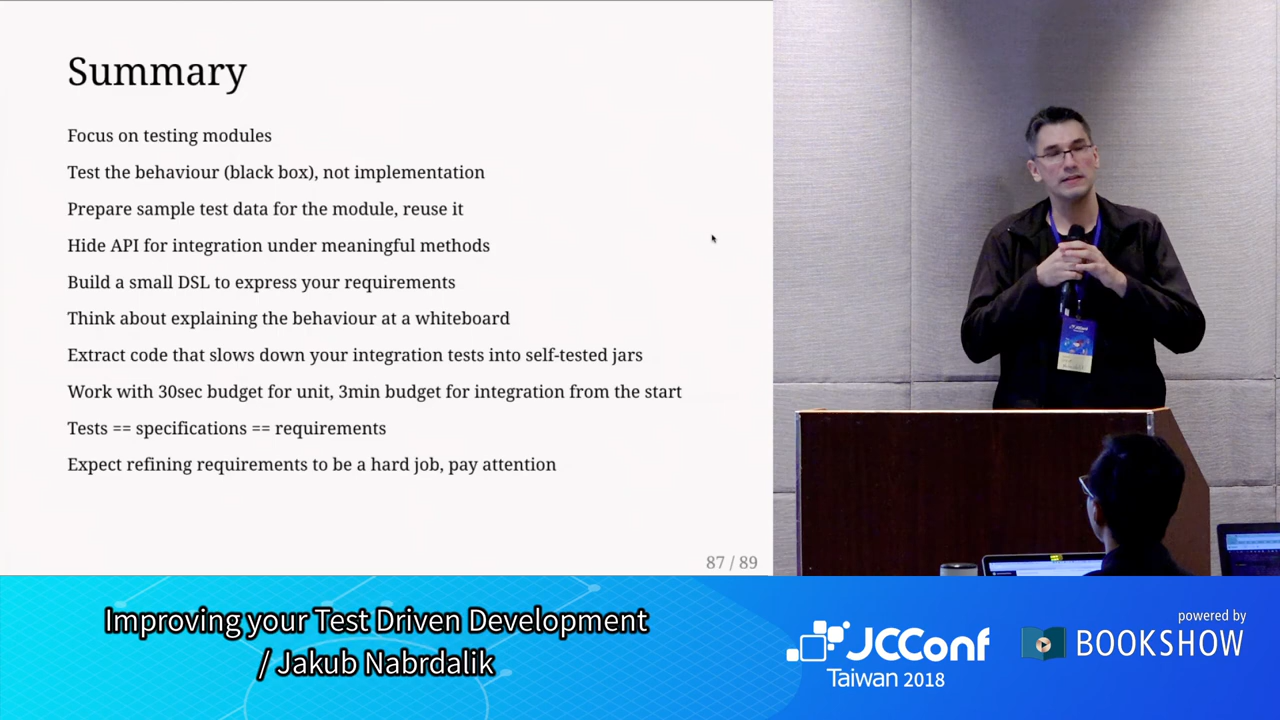 Summary
Focus on testing modules
Test the behaviour (black box), not implementation
Prepare sample test data for the module, reuse it
Hide API for integration under meaningful methods
Build a small DSL to express your requirements
Think about explaining the behaviour at a whiteboard
Extract code that slows down your integration tests into self-tested jars
Work with 30sec budget for unit, 3min budget for integration from the start
Tests == specifications == requirements
Expect refining requirements to be a hard job, pay attention
87 / 89
Improving your Test Driven Development
/ Jakub Nabrdalik
JCConf
Taiwan 2018
powered by
BOOKSHOW